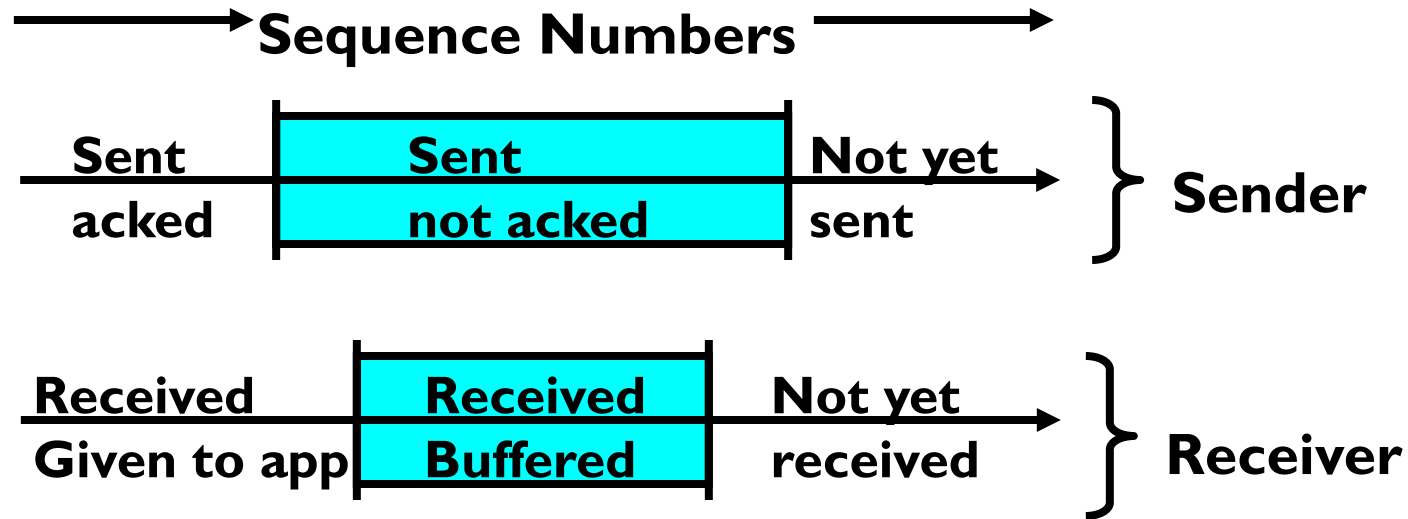 Sequence Numbers
Sent Sent Not yet
acked not acked sent
Sender
Received Received Not yet
Given to app Buffered received
Receiver